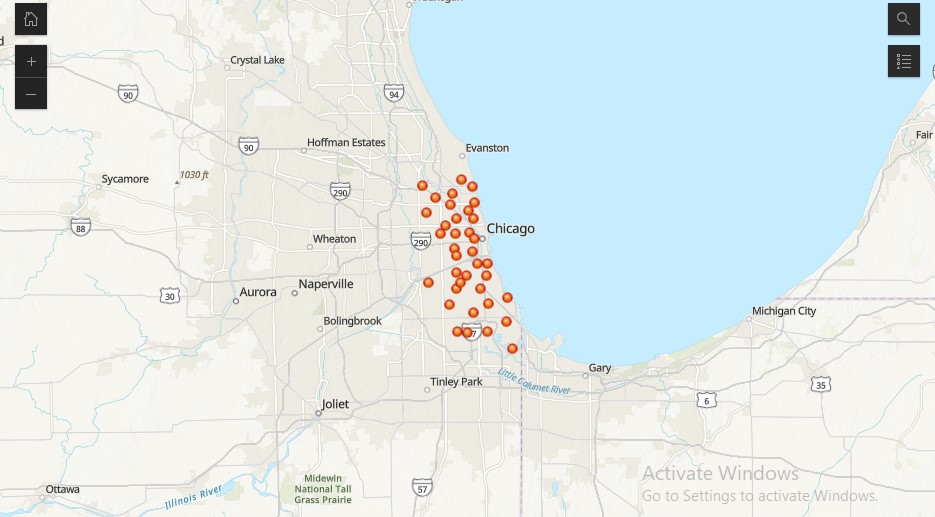 Crystal Lake
90
94
Hoffman Estates
90
Evanston
Fair
Sycamore
1030 ft
290
88
290
Chicago
Wheaton
30
Aurora
Naperville
Bolingbrook
Michigan City
Gary
Tinley Park
Little Calumet River
35
6
Joliet
Activate Windows
Go to Settings to activate Windows.
Midewin
National Tall
Grass Prairie
57
Ottawa
Illinois River